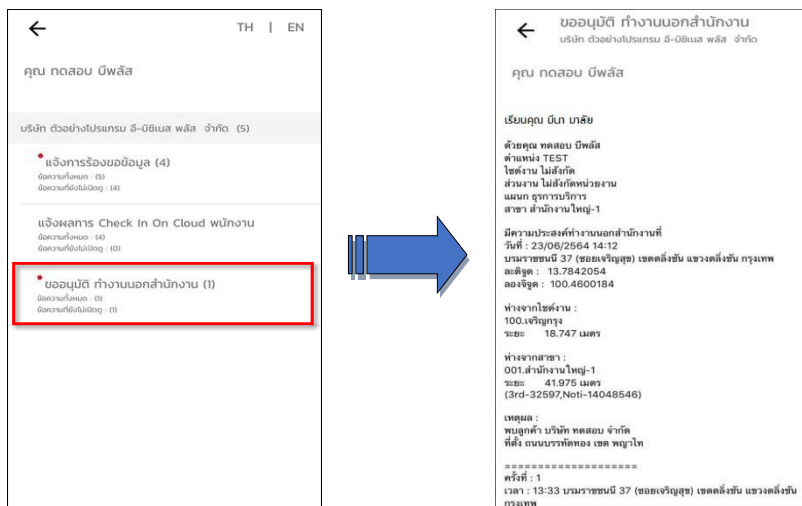 TH | EN
คุณ ทดสอบ บีพลัส
บริษัท ตัวอย่างโปรแกรม อี-บิซิเนส พลัส จำกัด (5)
แจ้งการร้องขอข้อมูล (4)
ข้อความทั้งหมด : (5)
ข้อความที่ยังไม่เปิดดู : (4)
แจ้งผลการ Check In On Cloud พนักงาน
ข้อความทั้งหมด : (4)
ข้อความที่ยังไม่เปิดดู : (0)
ขออนุมัติ ทำงานนอกสำนักงาน (1)
ข้อความทั้งหมด : (1)
ข้อความที่ยังไม่เปิดดู : (1)
ขออนุมัติ ทำงานนอกสำนักงาน
บริษัท ตัวอย่างโปรแกรม อี-บิซิเนส พลัส จำกัด
คุณ ทดสอบ บีพลัส
เรียนคุณ มีนา มาลัย
ด้วยคุณ ทดสอบ บีพลัส
ตำแหน่ง TEST
ไซต์งาน ไม่สังกัด
ส่วนงาน ไม่สังกัดหน่วยงาน
แผนก ธุรการบริการ
สาขา สำนักงานใหญ่-1
มีความประสงค์ทำงานนอกสำนักงานที่
วันที่ : 23/06/2564 14:12
บรมราชชนนี 37 (ซอยเจริญสุข) เขตตลิ่งชัน แขวงตลิ่งชัน กรุงเทพ
ละติจูด : 13.7842054
ลองจิจูด : 100.4600184
ห่างจากไซต์งาน :
100.เจริญกรุง
ระยะ 18.747 เมตร
ห่างจากสาขา :
001.สำนักงานใหญ่-1
ระยะ 41.975 เมตร
(3rd-32597,Noti-14048546)
เหตุผล :
พบลูกค้า บริษัท ทดสอบ จำกัด
ที่ตั้ง ถนนบรรทัดทอง เขต พญาไท
====================
ครั้งที่ : 1
เวลา : 13:33 บรมราชชนนี 37 (ซอยเจริญสุข) เขตตลิ่งชัน แขวงตลิ่งชัน
กรุงเทพ